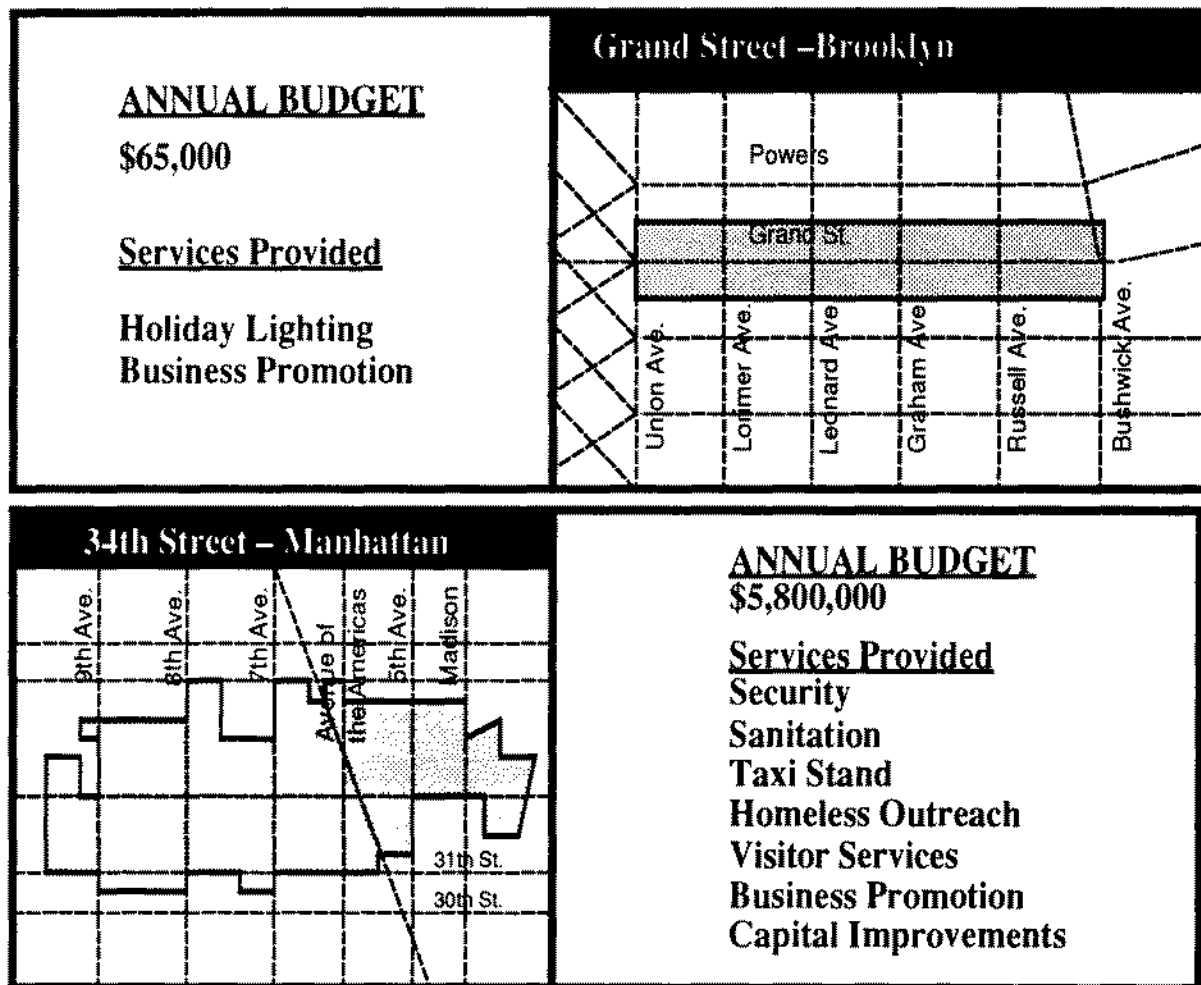 ANNUAL BUDGET
$65,000
Services Provided
Holiday Lighting
Business Promotion
Grand Street –Brooklyn
Powers
Grand St.
Union Ave.
Lorimer Ave.
Leonard Ave
Graham Ave
Russell Ave.
Bushwick Ave.
34th Street – Manhattan
9th Ave.
8th Ave.
7th Ave.
Avenue of
the Americas
5th Ave.
Madison
31th St.
30th St.
ANNUAL BUDGET
$5,800,000
Services Provided
Security
Sanitation
Taxi Stand
Homeless Outreach
Visitor Services
Business Promotion
Capital Improvements